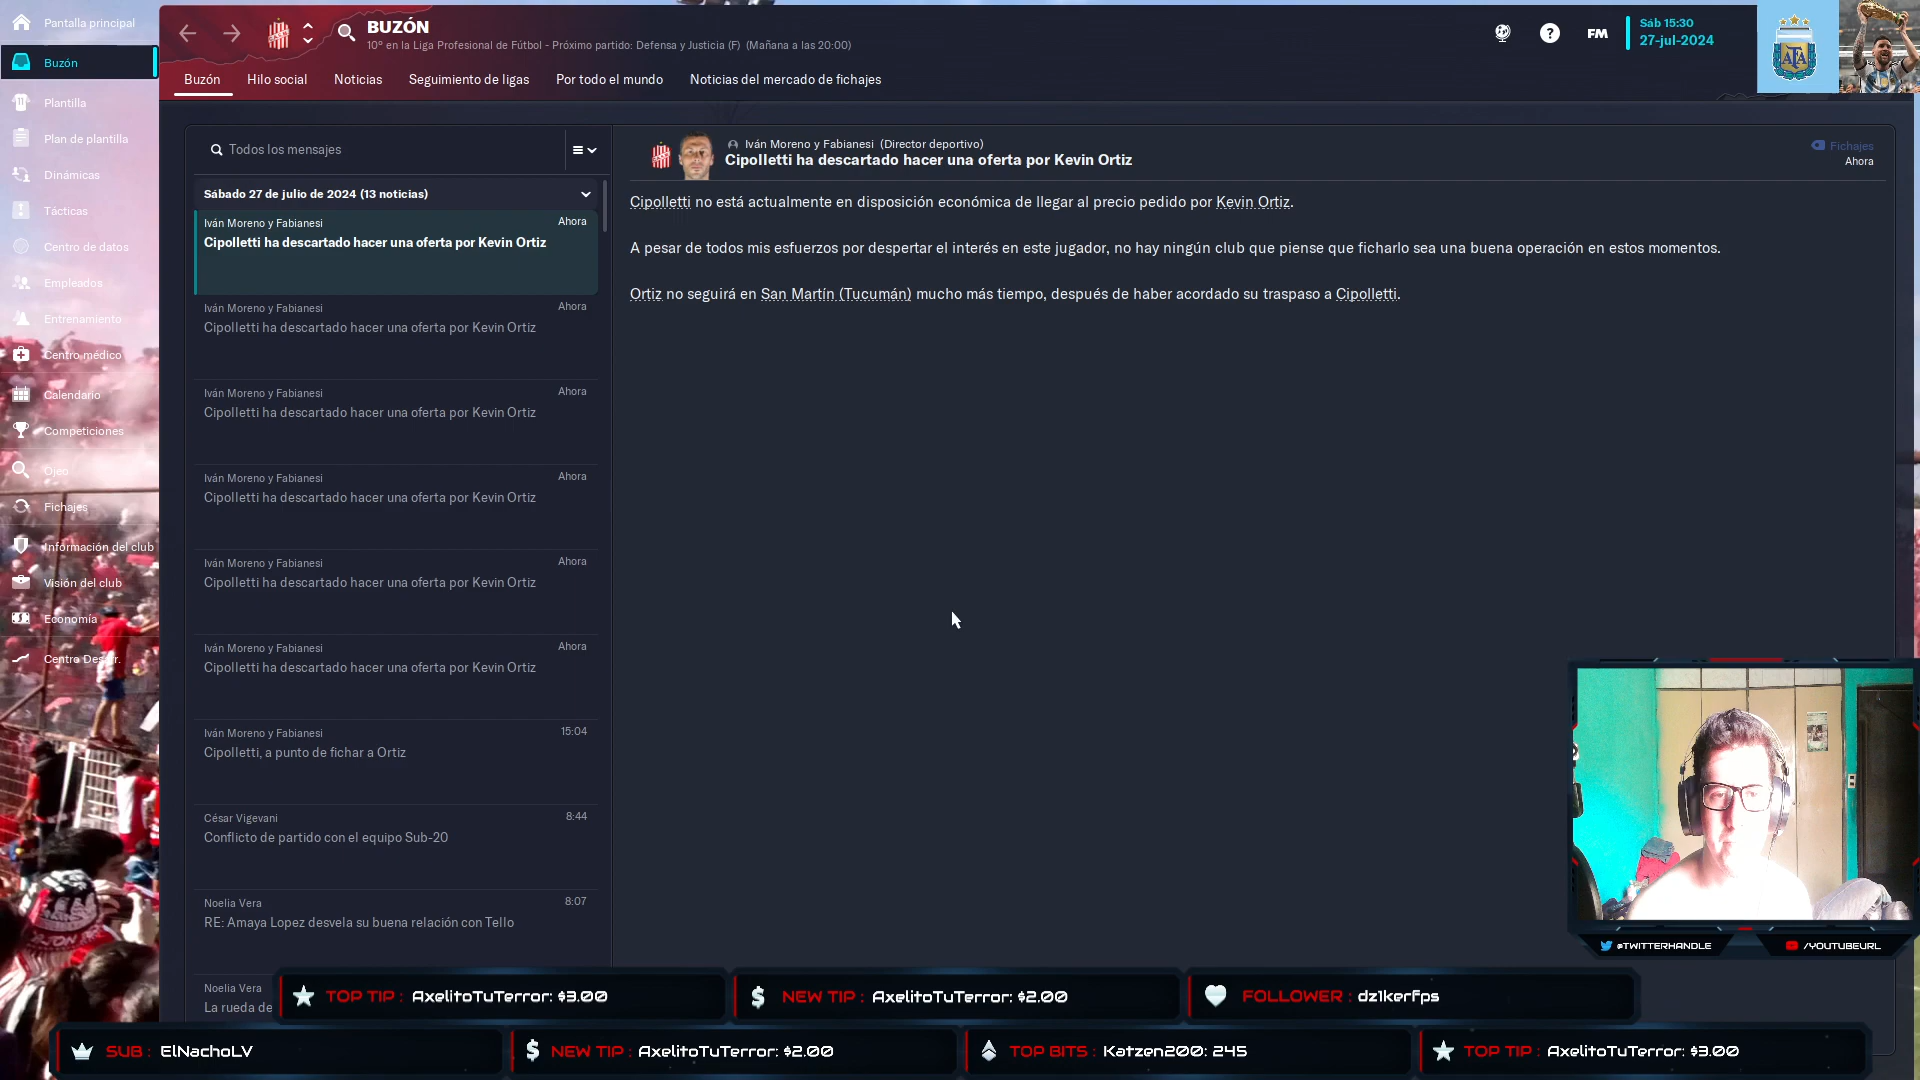 Pantalla principal
Buzón
Plantilla
Plan de plantilla
Dinámicas
Tácticas
Centro de datos
Empleados
Entrenamiento
Centro médico
Calendario
Competiciones
Ojeo
Fichajes
Información del club
Visión del club
Economía
BUZÓN
10º en la Liga Profesional de Fútbol - Próximo partido: Defensa y Justicia (F) (Mañana a las 20:00)
FM
Sáb 15:30
27-jul-2024
Buzón
Hilo social
Noticias
Seguimiento de ligas
Por todo el mundo
Noticias del mercado de fichajes
Todos los mensajes
Sábado 27 de julio de 2024 (13 noticias)
Iván Moreno y Fabianesi
Ahora
Cipolletti ha descartado hacer una oferta por Kevin Ortiz
Iván Moreno y Fabianesi
Ahora
Cipolletti ha descartado hacer una oferta por Kevin Ortiz
Iván Moreno y Fabianesi
Ahora
Cipolletti ha descartado hacer una oferta por Kevin Ortiz
Iván Moreno y Fabianesi
Ahora
Cipolletti ha descartado hacer una oferta por Kevin Ortiz
Iván Moreno y Fabianesi
Ahora
Cipolletti ha descartado hacer una oferta por Kevin Ortiz
Iván Moreno y Fabianesi
Ahora
Cipolletti ha descartado hacer una oferta por Kevin Ortiz
Iván Moreno y Fabianesi
15:04
Cipolletti, a punto de fichar a Ortiz
César Vigevani
8:44
Conflicto de partido con el equipo Sub-20
Noelia Vera
8:07
RE: Amaya Lopez desvela su buena relación con Tello
Noelia Vera
La rueda de
Iván Moreno y Fabianesi (Director deportivo)
Cipolletti ha descartado hacer una oferta por Kevin Ortiz
Fichajes
Ahora
Cipolletti no está actualmente en disposición económica de llegar al precio pedido por Kevin Ortiz.
A pesar de todos mis esfuerzos por despertar el interés en este jugador, no hay ningún club que piense que ficharlo sea una buena operación en estos momentos.
Ortiz no seguirá en San Martín (Tucumán) mucho más tiempo, después de haber acordado su traspaso a Cipolletti.
@TWITTERHANDLE
/YOUTUBEURL
TOP TIP : AxelitoTuTerror: $3.00
NEW TIP : AxelitoTuTerror: $2.00
FOLLOWER : dz1kerfps
SUB : ElNachoLV
NEW TIP : AxelitoTuTerror: $2.00
TOP BITS : Katzen200: 245
TOP TIP : AxelitoTuTerror: $3.00